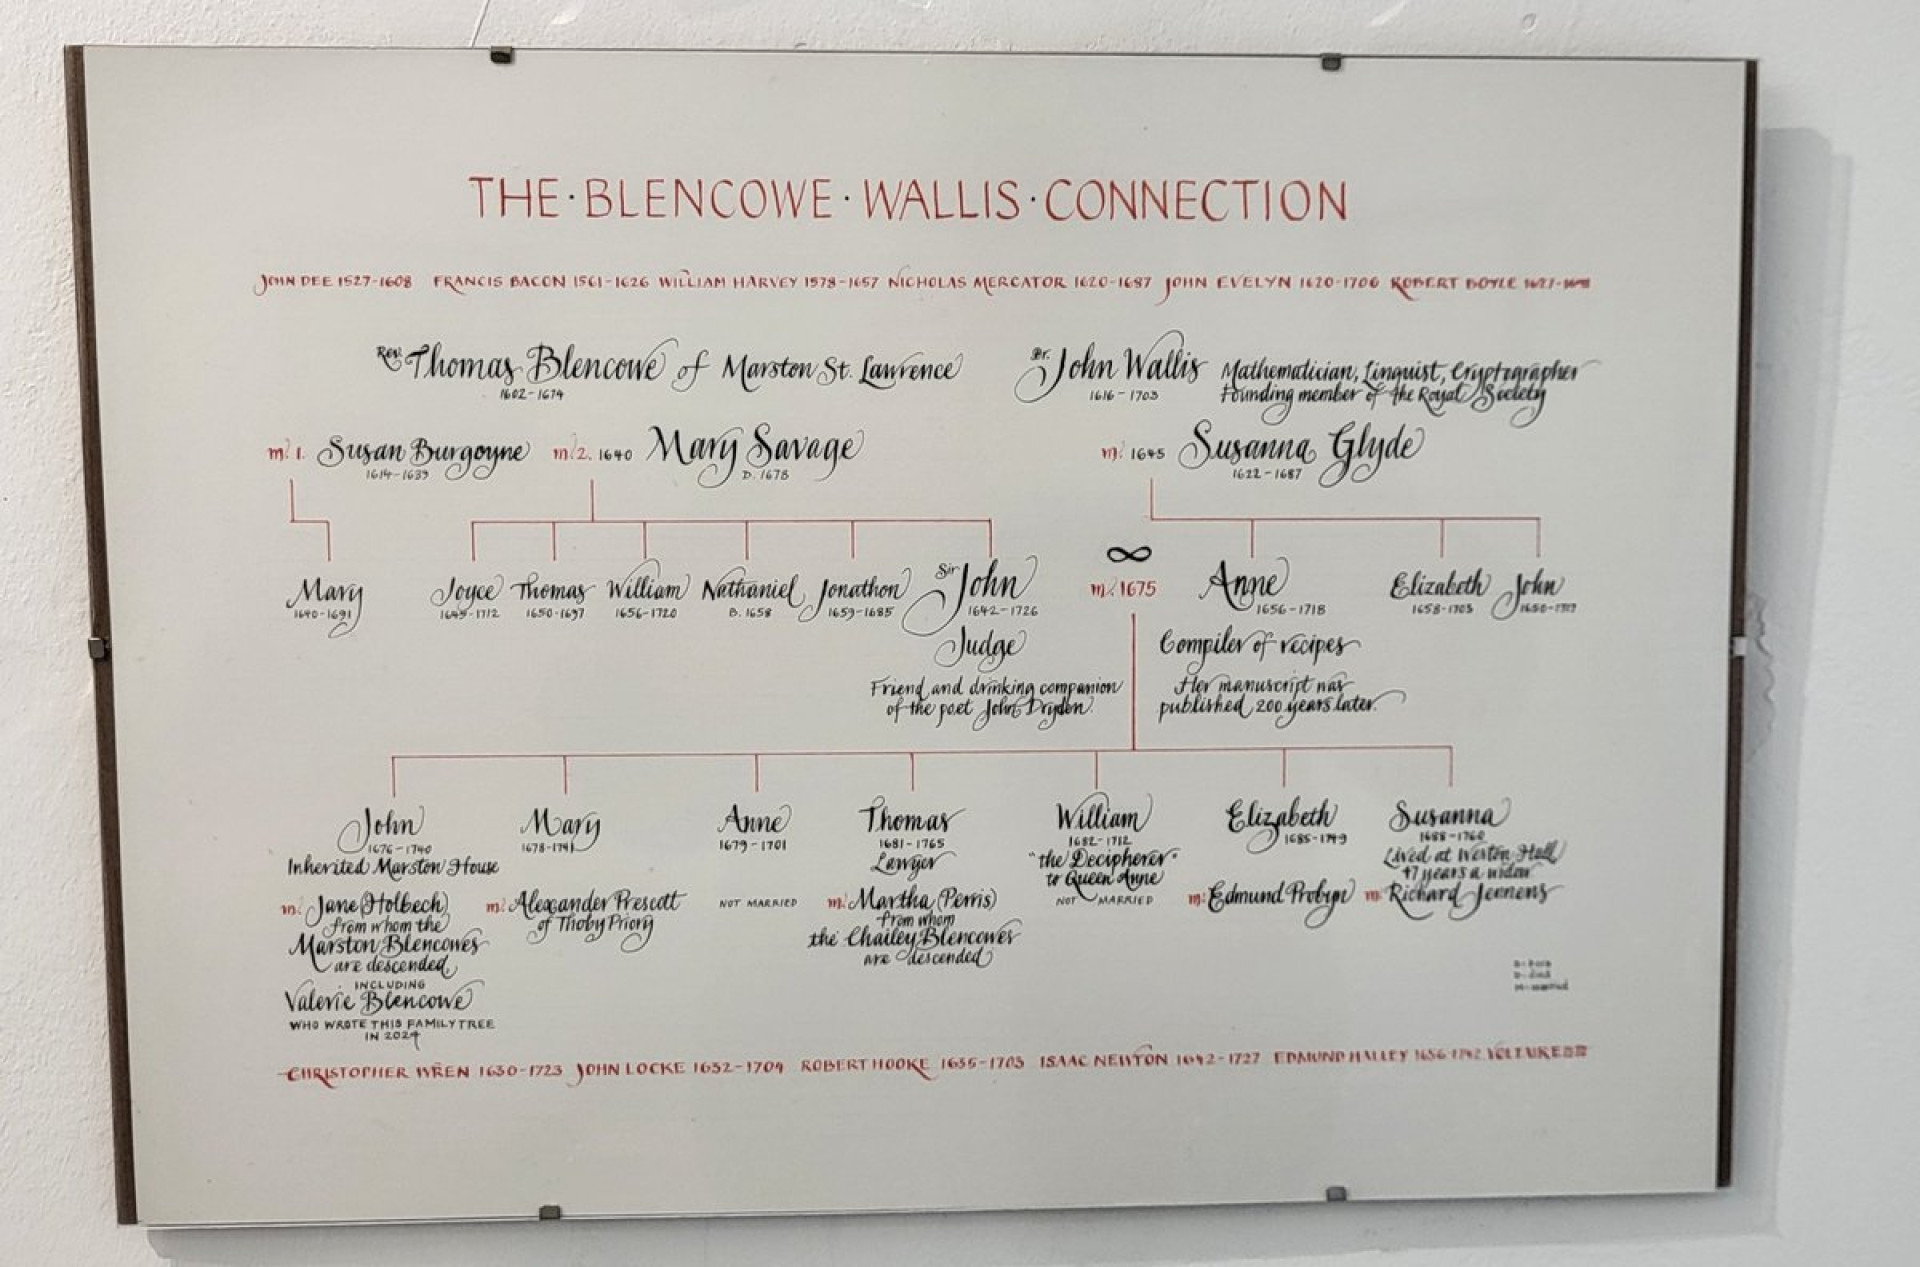 THE · BLENCOWE · WALLIS · CONNECTION
JOHN DEE 1527-1608 FRANCIS BACON 1561-1626 WILLIAM HARVEY 1578-1657 NICHOLAS MERCATOR 1620-1687 JOHN EVELYN 1620-1706 ROBERT BOYLE 1627-
Rev. Thomas Blencowe of Marston St. Lawrence
1602-1674
Dr. John Wallis Mathematician, Linguist, Cryptographer
1616-1703 Founding member of the Royal Society
m. 1. Susan Burgoyne m. 2. 1640 Mary Savage m. 1645 Susanna Glyde
1614-1639 D. 1678 1622-1687
Mary Joyce Thomas William Nathaniel Jonathon Sir John ∞ m. 1675 Anne Elizabeth John
1640-1691 1712 1650-1697 1656-1720 B. 1658 1659-1685 1642-1726 1656-1718 1658-1703
Judge
Friend and drinking companion
of the poet John Dryden.
Compiler of recipes
Her manuscript was
published 200 years later.
John Mary Anne Thomas William Elizabeth Susanna
1676-1740 1678-1741 1679-1701 1681-1765 1682-1712 1685-1749 1688-1760
Inherited Marston House
m. Jane (Holbech)
from whom the
Marston Blencowes
are descended,
INCLUDING
Valerie Blencowe
WHO WROTE THIS FAMILY TREE
IN 2024
m. Alexander Prescott
of Thoby Priory
NOT MARRIED
Lawyer
m. Martha (Perris)
from whom
the Chailey Blencowes
are descended
"the Decipherer"
to Queen Anne
NOT MARRIED
m. Edmund Probyn
Lived at Weston Hall
47 years a widow
m. Richard Jennens
B. born
D. died
M. married
CHRISTOPHER WREN 1630-1723 JOHN LOCKE 1632-1704 ROBERT HOOKE 1635-1703 ISAAC NEWTON 1642-1727 EDMUND HALLEY 1656-1742 VOLTAIRE